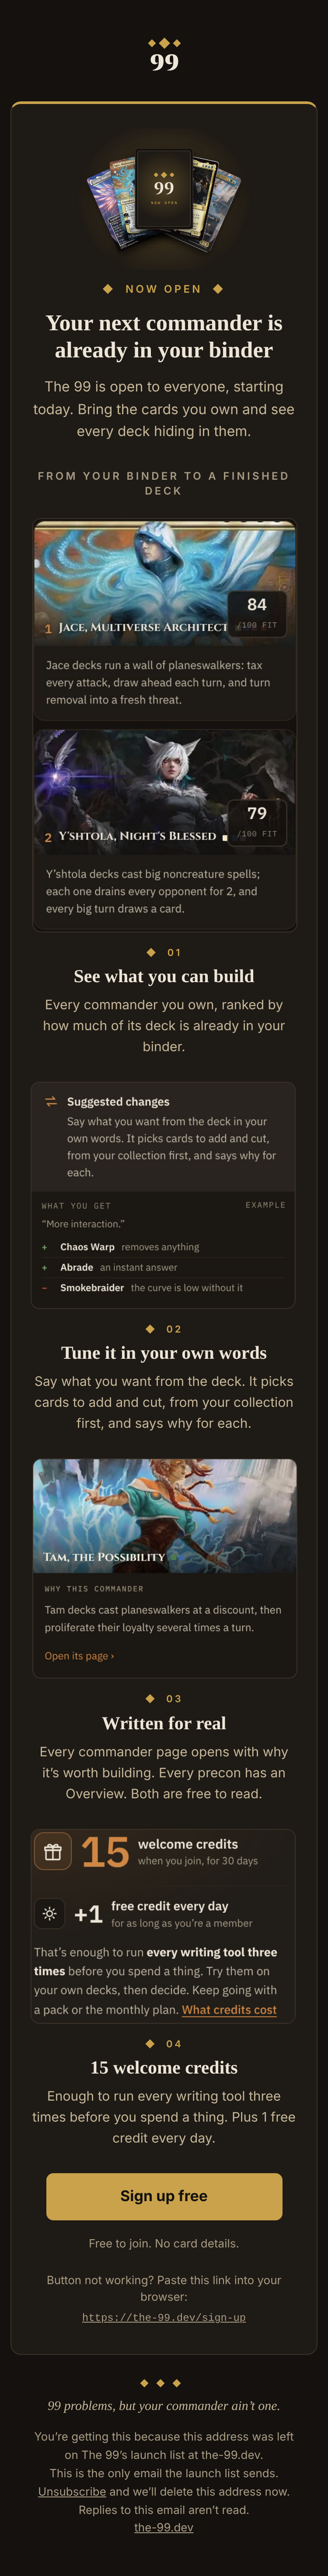 99
99
NOW OPEN
Your next commander is
already in your binder
The 99 is open to everyone, starting
today. Bring the cards you own and see
every deck hiding in them.
FROM YOUR BINDER TO A FINISHED
DECK
84
/100 FIT
1 Jace, Multiverse Architect
Jace decks run a wall of planeswalkers: tax
every attack, draw ahead each turn, and turn
removal into a fresh threat.
79
/100 FIT
2 Y'shtola, Night's Blessed
Y'shtola decks cast big noncreature spells;
each one drains every opponent for 2, and
every big turn draws a card.
01
See what you can build
Every commander you own, ranked by
how much of its deck is already in your
binder.
Suggested changes
Say what you want from the deck in your
own words. It picks cards to add and cut,
from your collection first, and says why for
each.
WHAT YOU GET EXAMPLE
“More interaction.”
+ Chaos Warp removes anything
+ Abrade an instant answer
− Smokebraider the curve is low without it
02
Tune it in your own words
Say what you want from the deck. It picks
cards to add and cut, from your collection
first, and says why for each.
Tam, the Possibility
WHY THIS COMMANDER
Tam decks cast planeswalkers at a discount, then
proliferate their loyalty several times a turn.
Open its page ›
03
Written for real
Every commander page opens with why
it’s worth building. Every precon has an
Overview. Both are free to read.
15 welcome credits
when you join, for 30 days
+1 free credit every day
for as long as you’re a member
That’s enough to run every writing tool three
times before you spend a thing. Try them on
your own decks, then decide. Keep going with
a pack or the monthly plan. What credits cost
04
15 welcome credits
Enough to run every writing tool three
times before you spend a thing. Plus 1 free
credit every day.
Sign up free
Free to join. No card details.
Button not working? Paste this link into your
browser:
https://the-99.dev/sign-up
99 problems, but your commander ain’t one.
You’re getting this because this address was left
on The 99’s launch list at the-99.dev.
This is the only email the launch list sends.
Unsubscribe and we’ll delete this address now.
Replies to this email aren’t read.
the-99.dev